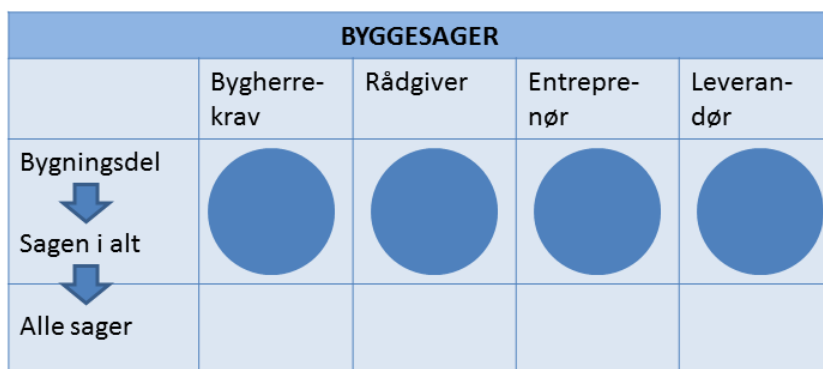 BYGGESAGER
Bygherre-
krav
Rådgiver
Entrepre-
nør
Leveran-
dør
Bygningsdel
Sagen i alt
Alle sager